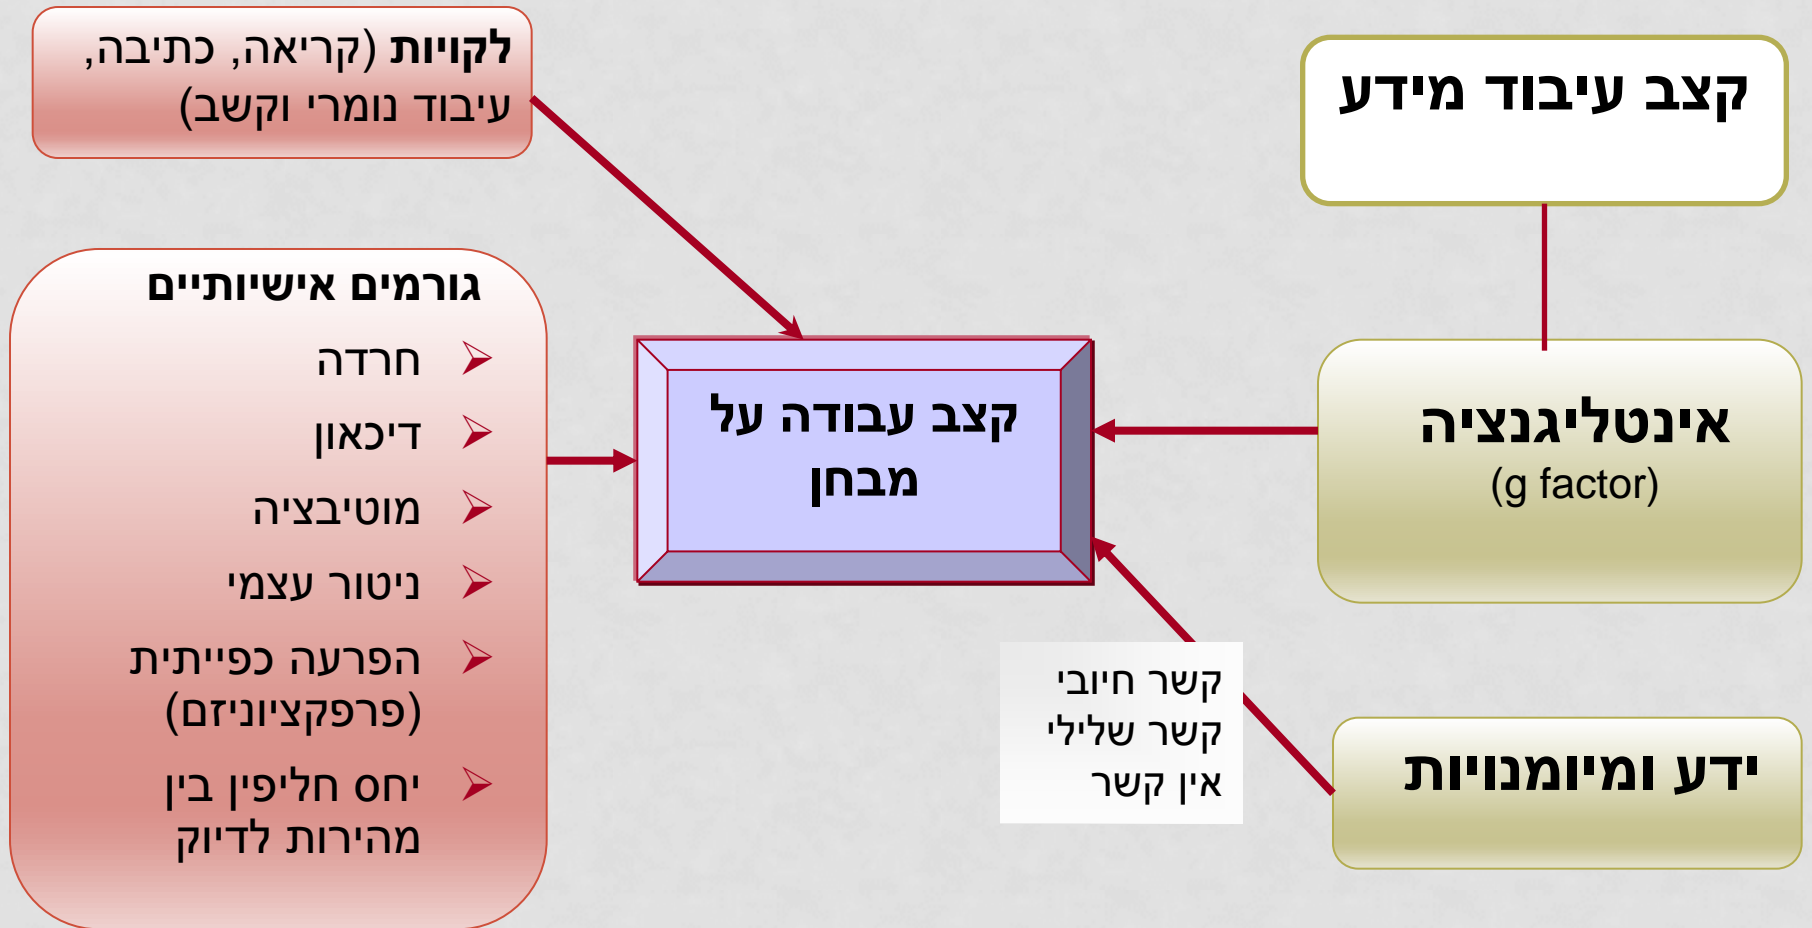 קצב עיבוד מידע
לקויות (קריאה, כתיבה,
עיבוד נומרי וקשב)
גורמים אישיותיים
חרדה
דיכאון
מוטיבציה
ניטור עצמי
הפרעה כפייתית
(פרפקציוניזם)
יחס חליפין בין
מהירות לדיוק
קצב עבודה על
מבחן
אינטליגנציה
(g factor)
קשר חיובי
קשר שלילי
אין קשר
ידע ומיומנויות